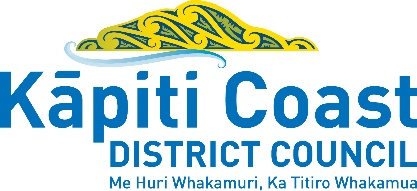 Kāpiti Coast
DISTRICT COUNCIL
Me Huri Whakamuri, Ka Titiro Whakamua